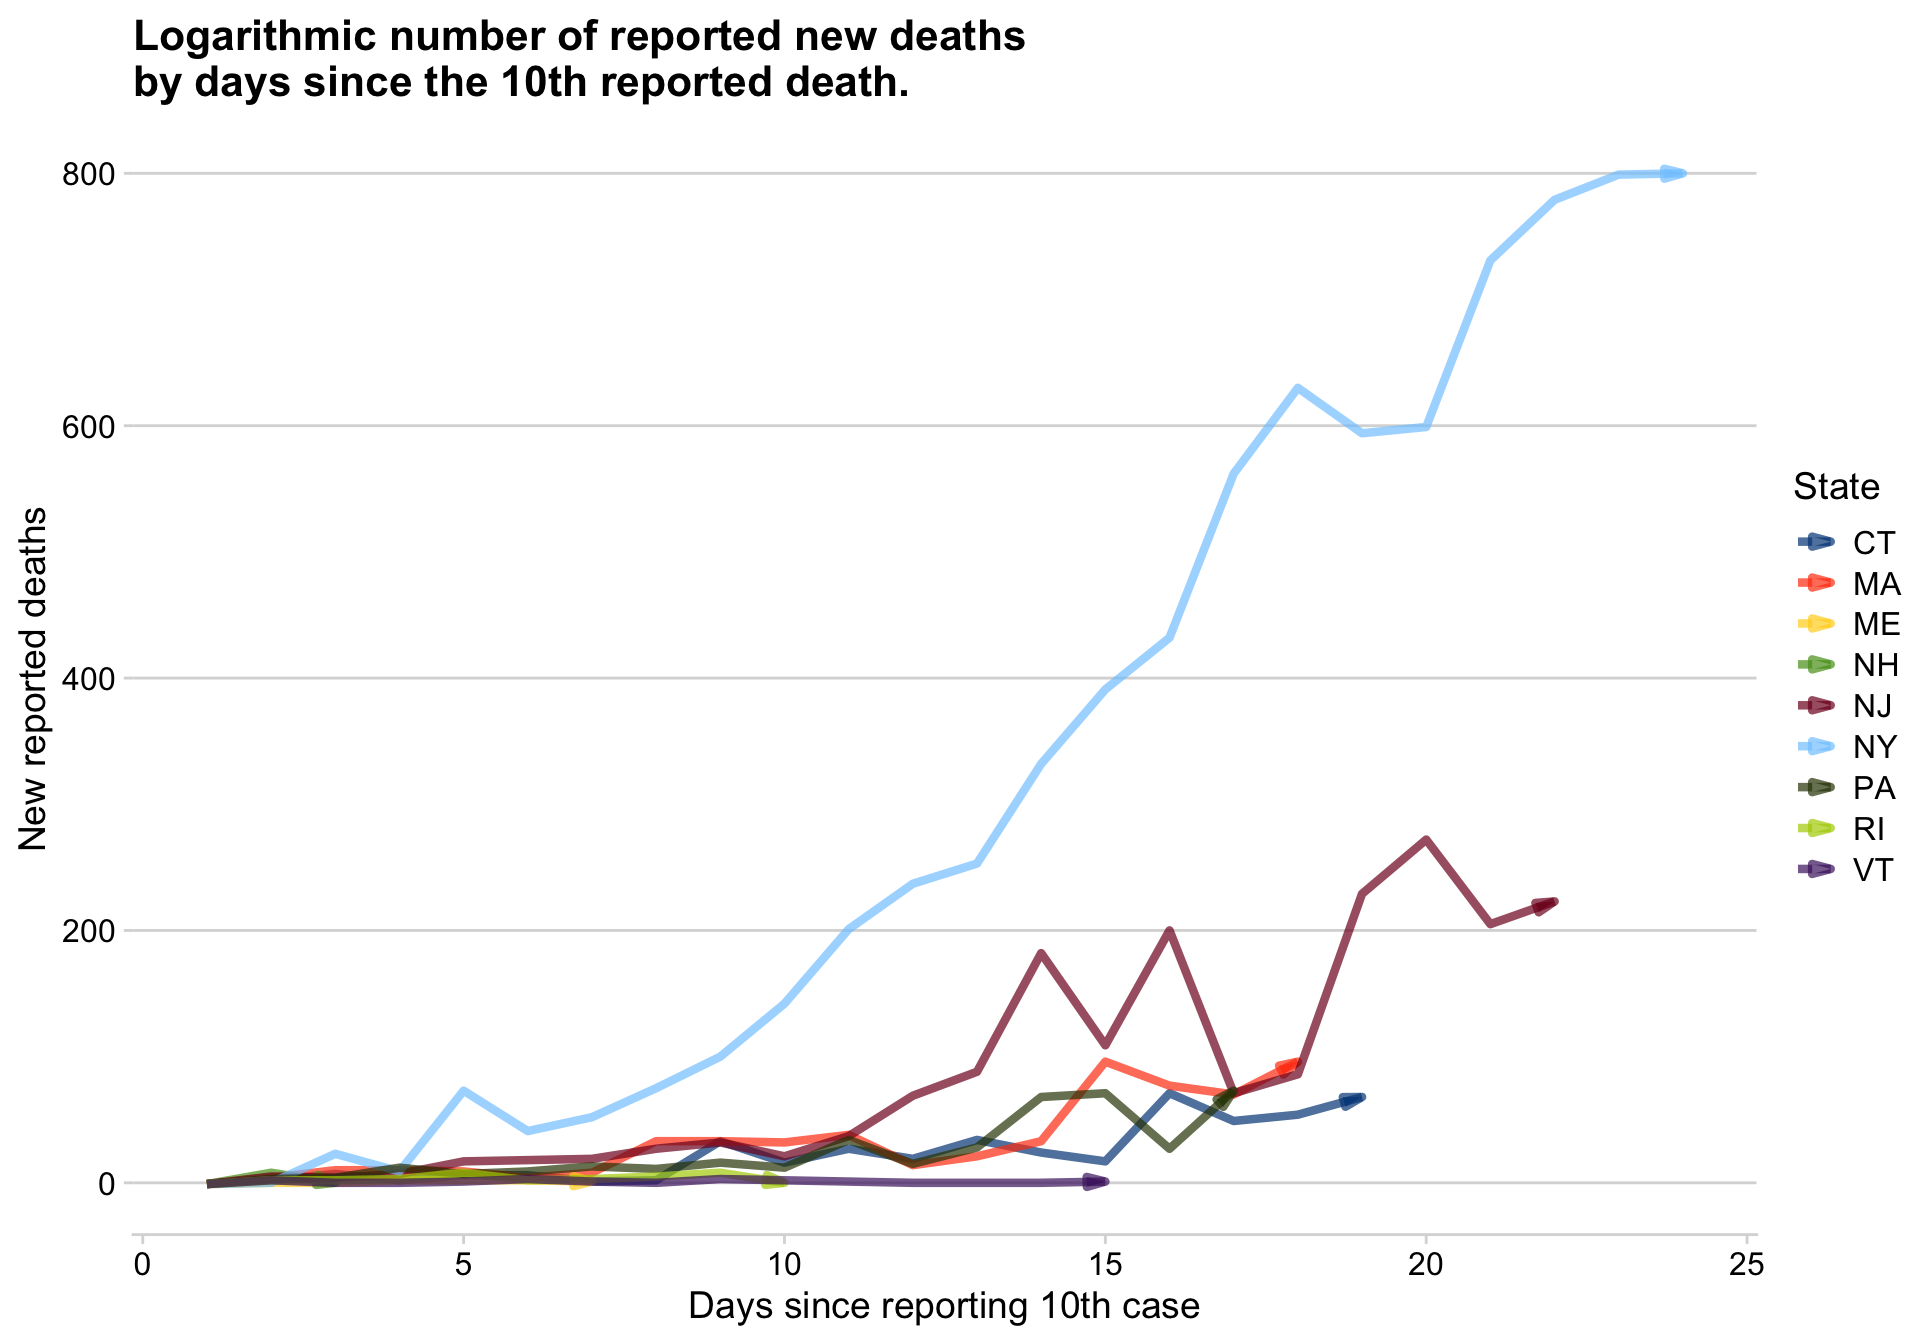 Logarithmic number of reported new deaths
by days since the 10th reported death.
800
600
400
200
0
New reported deaths
0 5 10 15 20 25
Days since reporting 10th case
State
CT
MA
ME
NH
NJ
NY
PA
RI
VT